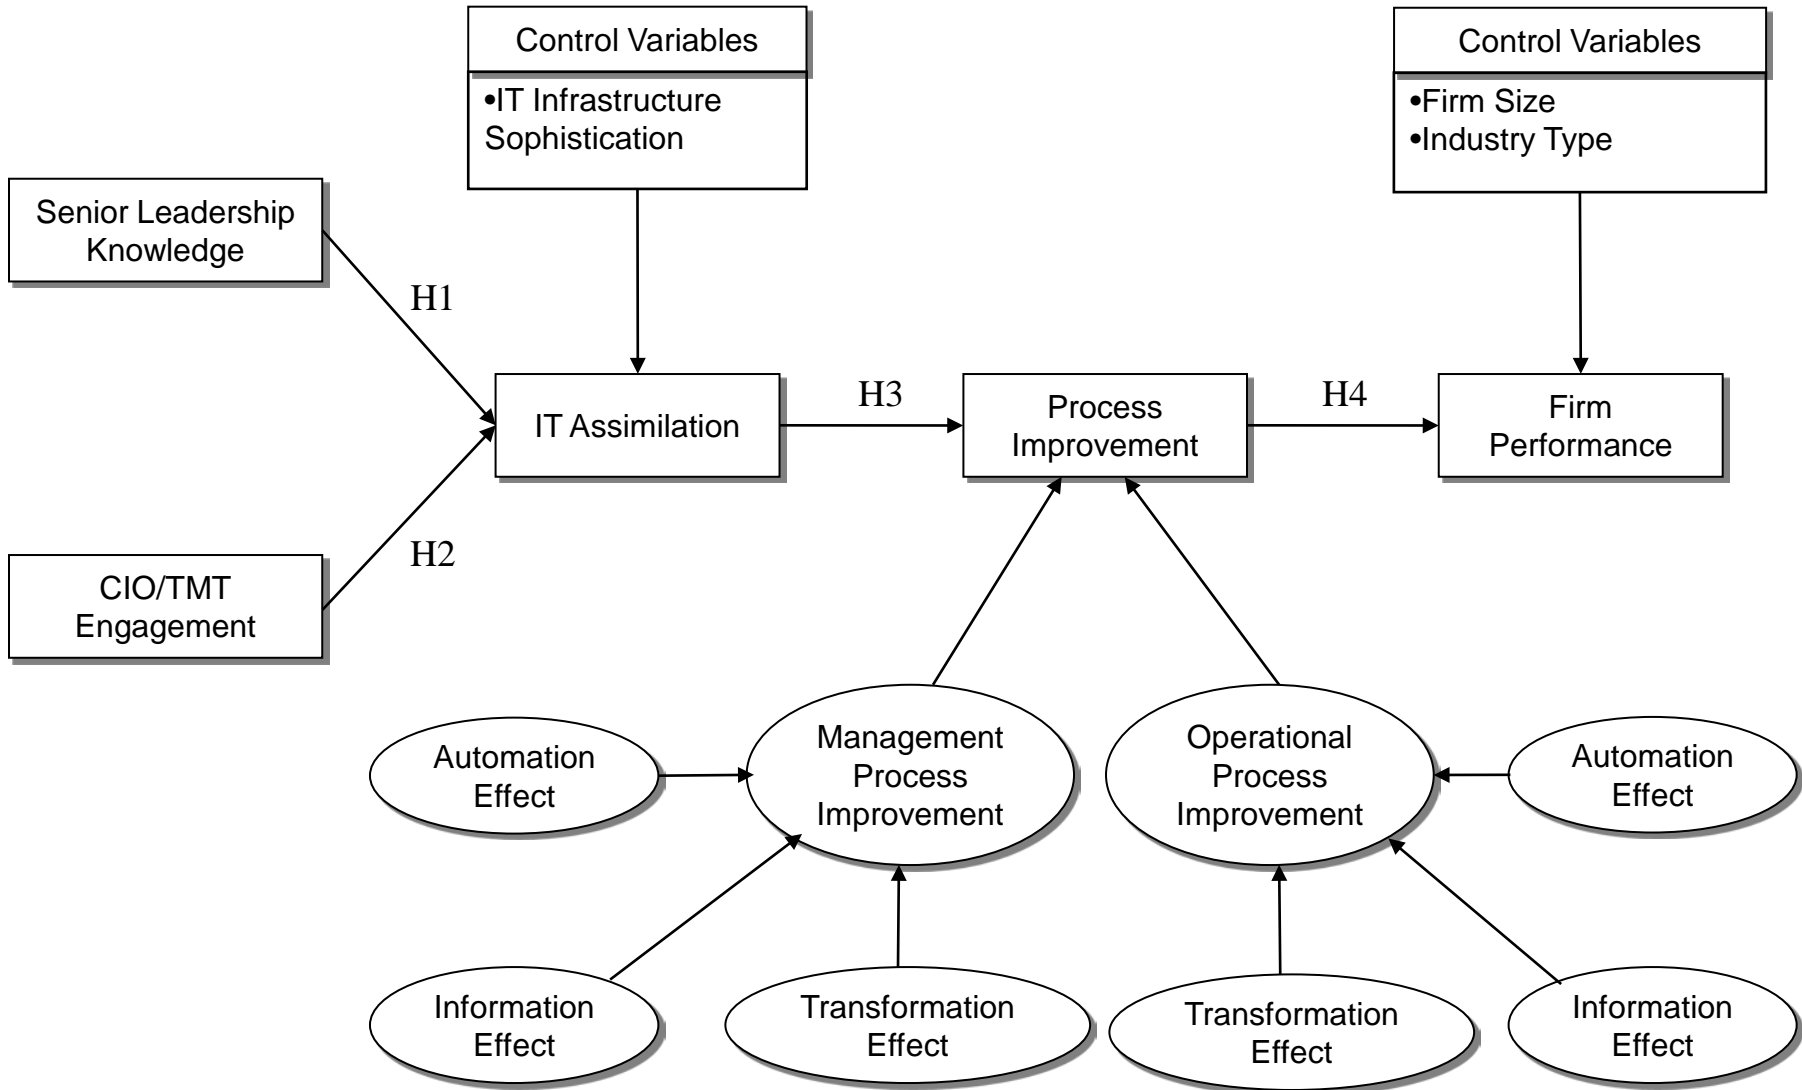 Control Variables
•IT Infrastructure
Sophistication
Control Variables
•Firm Size
•Industry Type
Senior Leadership
Knowledge
H1
IT Assimilation
H3
Process
Improvement
H4
Firm
Performance
H2
CIO/TMT
Engagement
Automation
Effect
Management
Process
Improvement
Operational
Process
Improvement
Automation
Effect
Information
Effect
Transformation
Effect
Transformation
Effect
Information
Effect